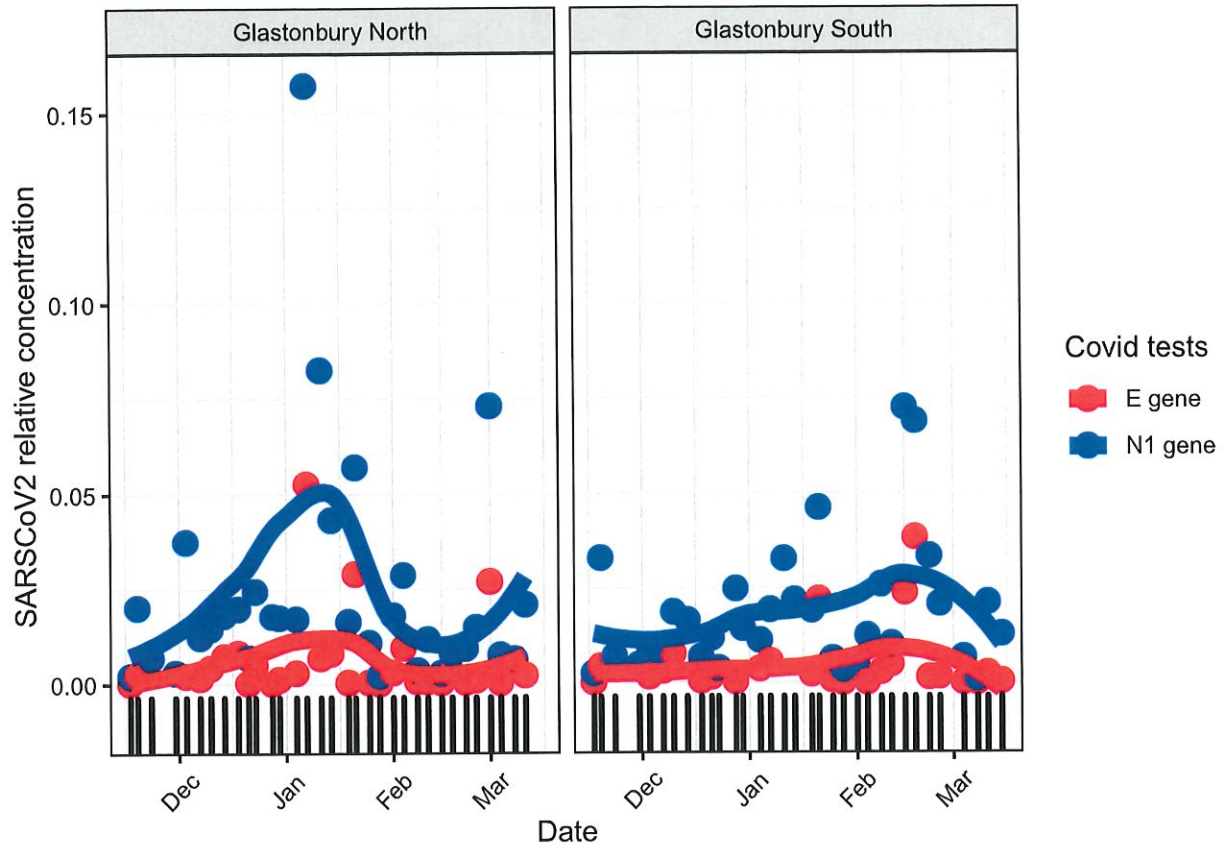 Glastonbury North
Glastonbury South
SARSCoV2 relative concentration
0.15
0.10
0.05
0.00
Dec
Jan
Feb
Mar
Dec
Jan
Feb
Mar
Date
Covid tests
E gene
N1 gene